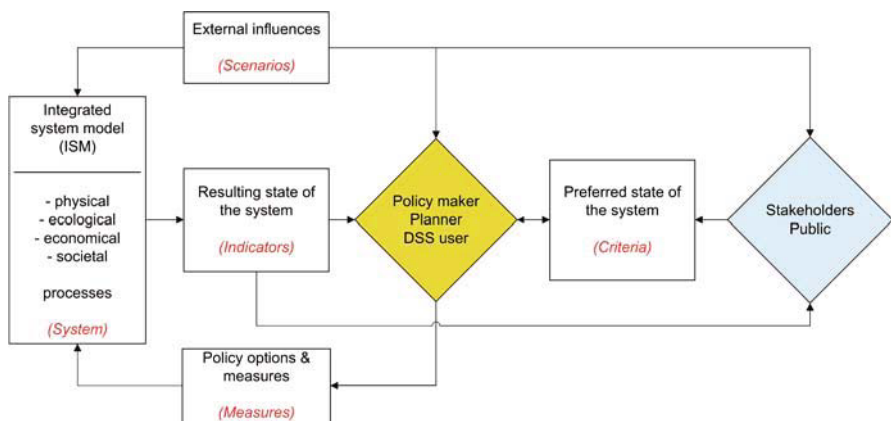 External influences
(Scenarios)
Integrated
system model
(ISM)
- physical
- ecological
- economical
- societal
processes
(System)
Resulting state of
the system
(Indicators)
Policy maker
Planner
DSS user
Preferred state of
the system
(Criteria)
Stakeholders
Public
Policy options &
measures
(Measures)